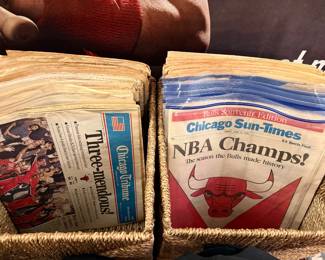 Three-mendous!
Chicago Tribune
Bulls Souvenir Edition
Chicago Sun-Times
NBA Champs!
The season the Bulls made history